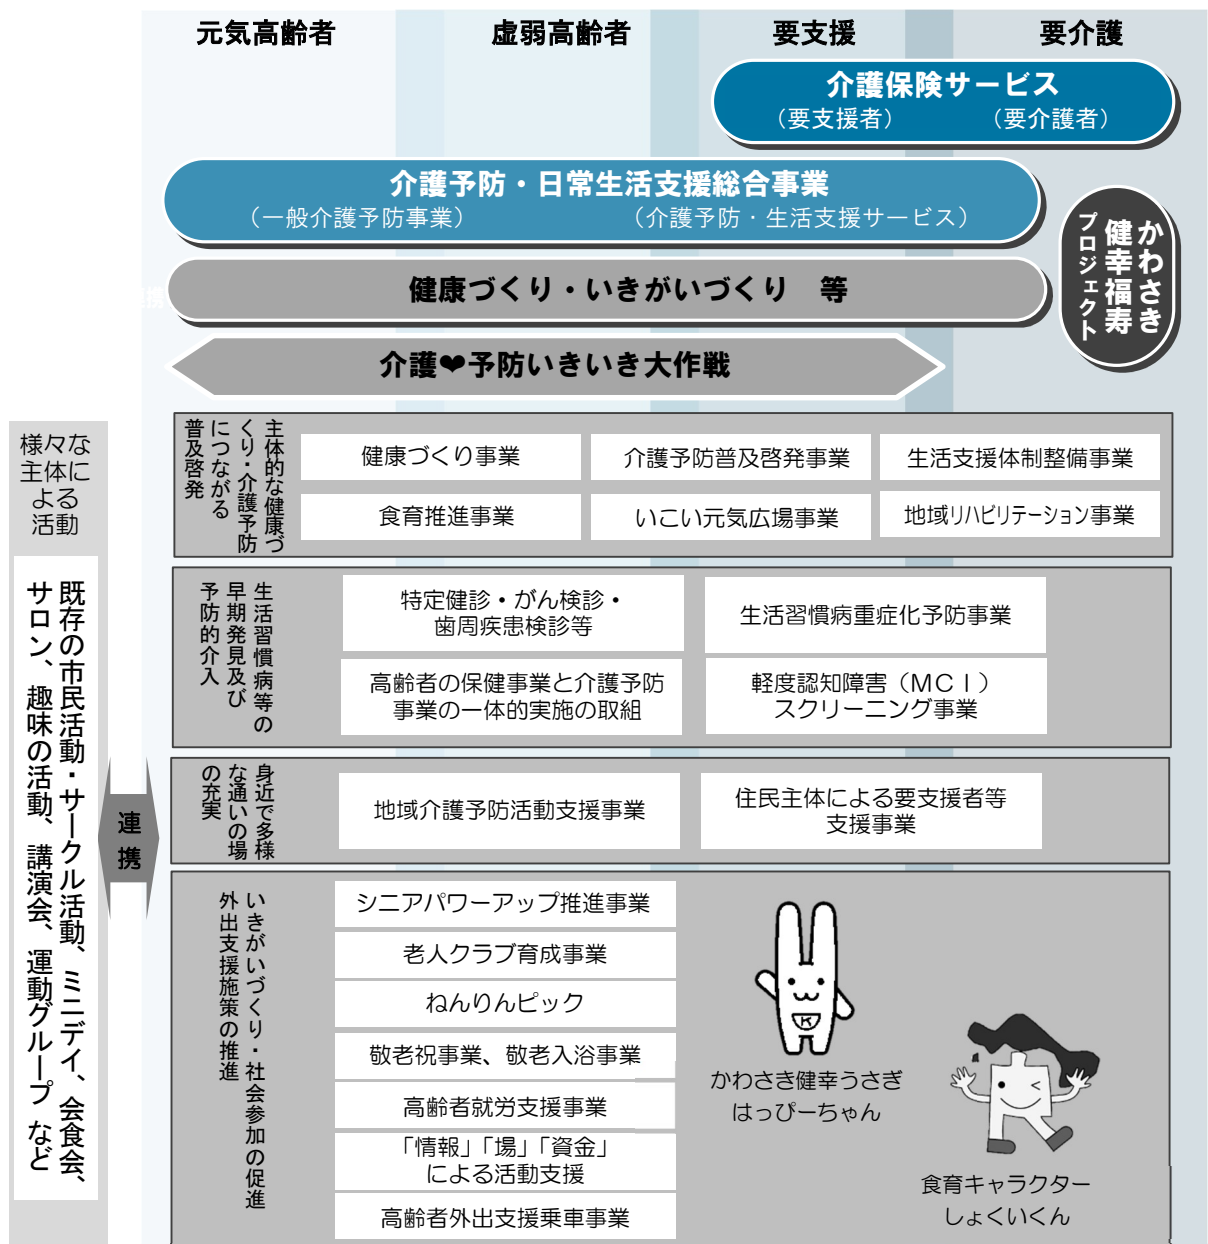 元気高齢者
虚弱高齢者
要支援
要介護
介護保険サービス
（要支援者）
（要介護者）
介護予防・日常生活支援総合事業
（一般介護予防事業）
（介護予防・生活支援サービス）
かわさき
健幸福寿
プロジェクト
健康づくり・いきがいづくり　等
介護❤予防いきいき大作戦
様々な
主体に
よる
活動
既存の市民活動・サークル活動、ミニデイ、会食会、
サロン、趣味の活動、講演会、運動グループ など
連
携
主体的な健康づ
くり・介護予防
につながる
普及啓発
健康づくり事業
介護予防普及啓発事業
生活支援体制整備事業
食育推進事業
いこい元気広場事業
地域リハビリテーション事業
生活習慣病等の
早期発見及び
予防的介入
特定健診・がん検診・
歯周疾患検診等
生活習慣病重症化予防事業
高齢者の保健事業と介護予防
事業の一体的実施の取組
軽度認知障害（ＭＣＩ）
スクリーニング事業
身近で多様
な通いの場
の充実
地域介護予防活動支援事業
住民主体による要支援者等
支援事業
いきがいづくり・社会参加の促進
外出支援施策の推進
シニアパワーアップ推進事業
老人クラブ育成事業
ねんりんピック
敬老祝事業、敬老入浴事業
高齢者就労支援事業
「情報」「場」「資金」
による活動支援
高齢者外出支援乗車事業
K
かわさき健幸うさぎ
はっぴーちゃん
食育キャラクター
しょくいくん